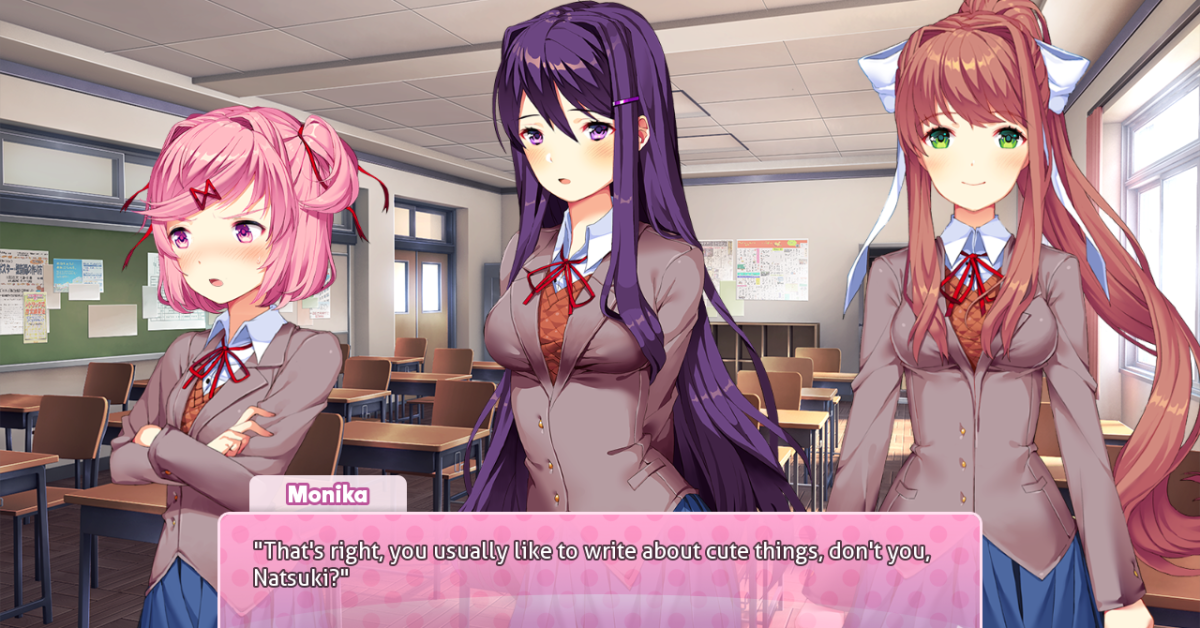 Monika
"That's right, you usually like to write about cute things, don't you,
Natsuki?"